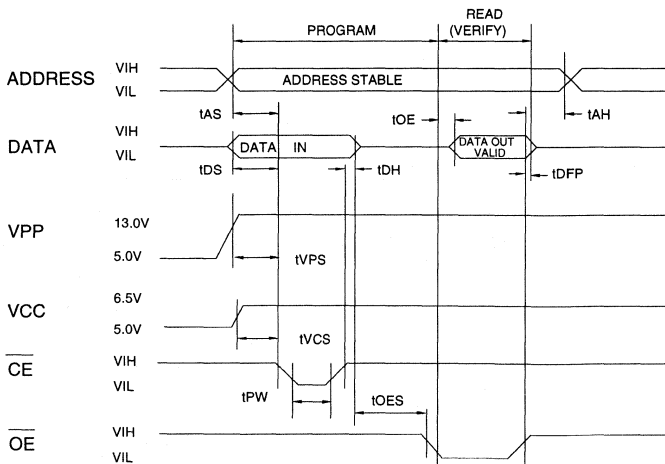 PROGRAM
READ
(VERIFY)
ADDRESS
VIH
VIL
ADDRESS STABLE
tAS
tOE
tAH
DATA
VIH
VIL
DATA IN
DATA OUT
VALID
tDS
tDH
tDFP
VPP
13.0V
5.0V
tVPS
VCC
6.5V
5.0V
tVCS
CE
VIH
VIL
tPW
tOES
OE
VIH
VIL